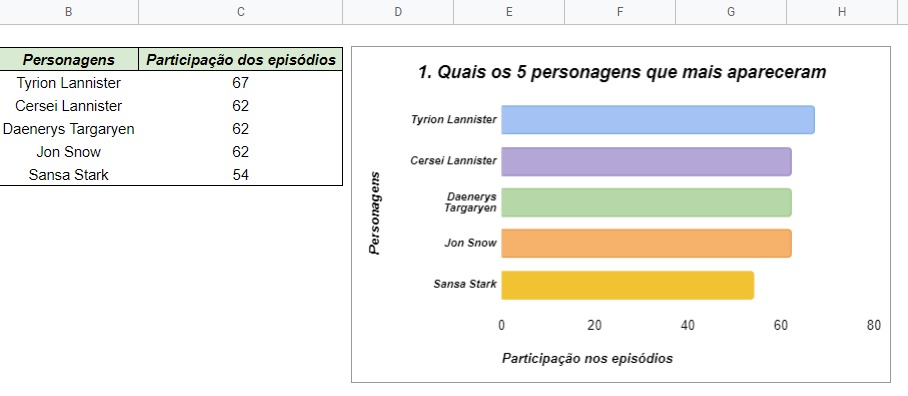 B C D E F G H
Personagens Participação dos episódios
Tyrion Lannister 67
Cersei Lannister 62
Daenerys Targaryen 62
Jon Snow 62
Sansa Stark 54
1. Quais os 5 personagens que mais apareceram
Personagens
Tyrion Lannister
Cersei Lannister
Daenerys
Targaryen
Jon Snow
Sansa Stark
0 20 40 60 80
Participação nos episódios